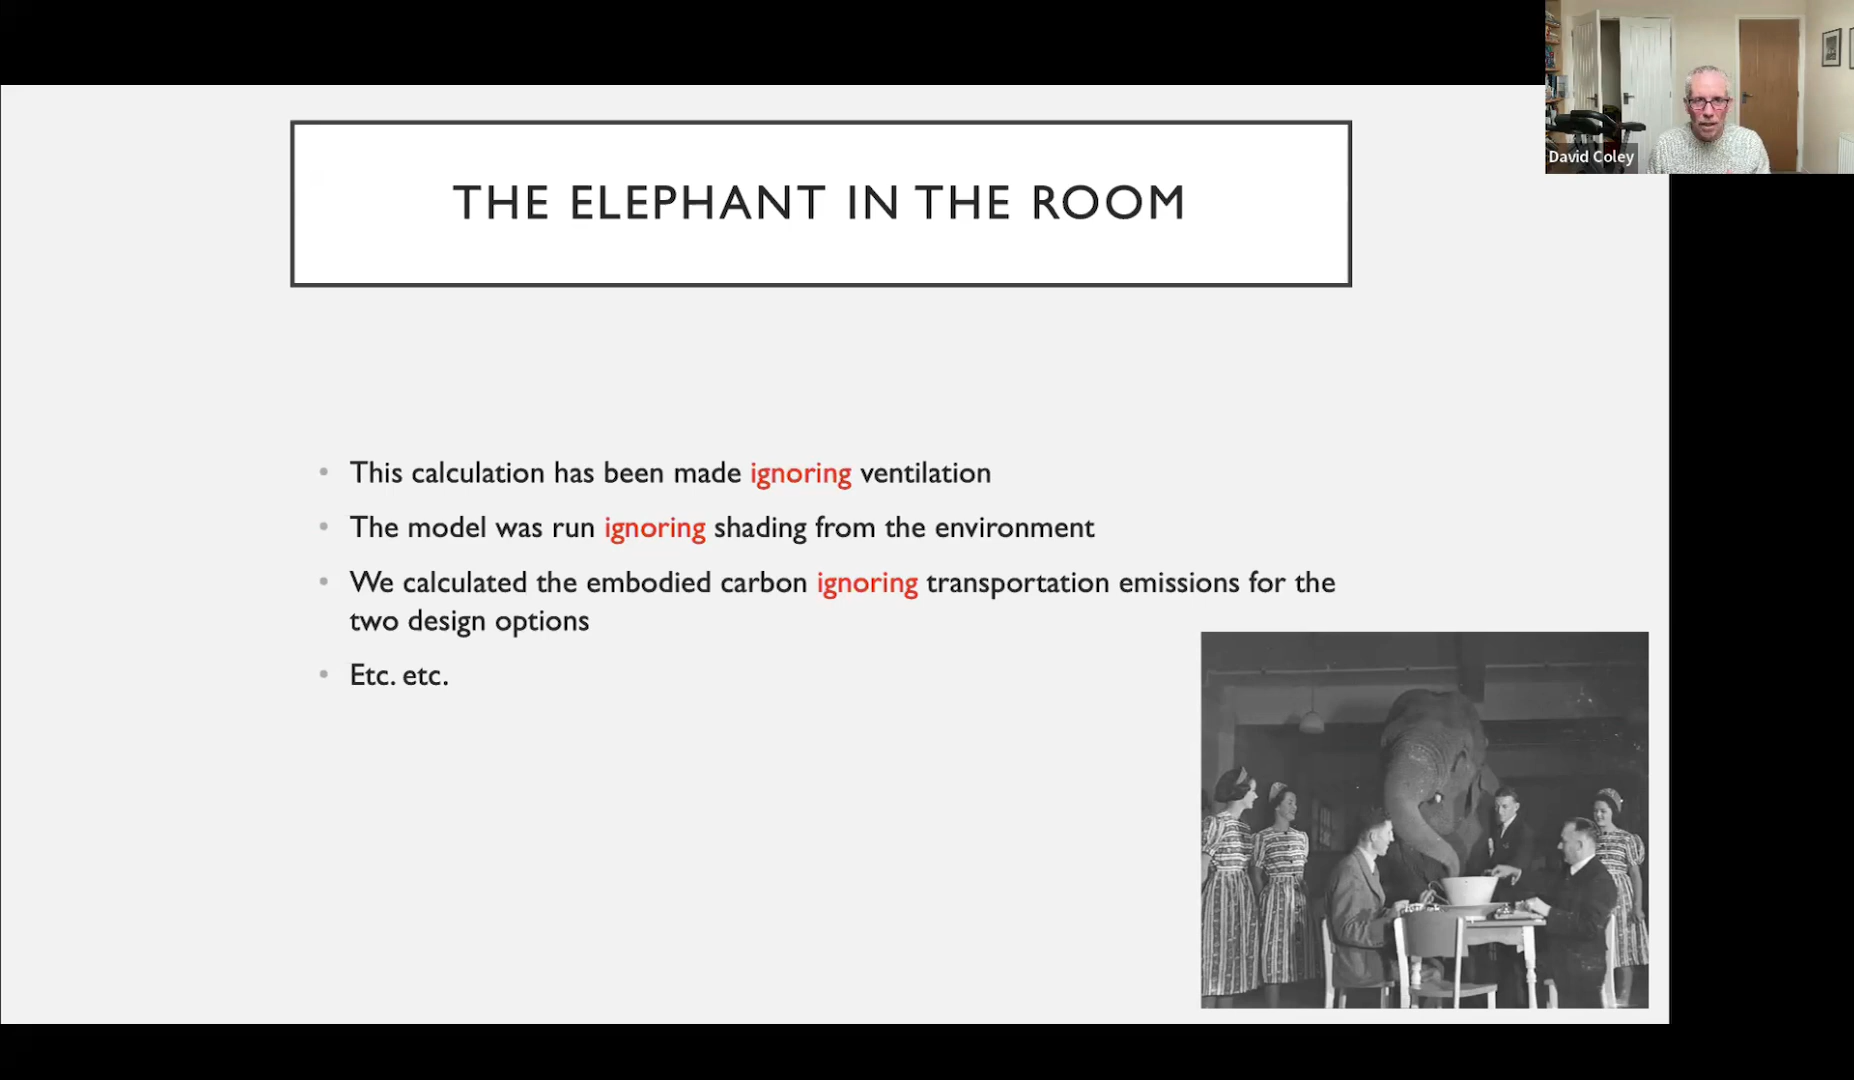 THE ELEPHANT IN THE ROOM
David Coley
This calculation has been made ignoring ventilation
The model was run ignoring shading from the environment
We calculated the embodied carbon ignoring transportation emissions for the
two design options
Etc. etc.